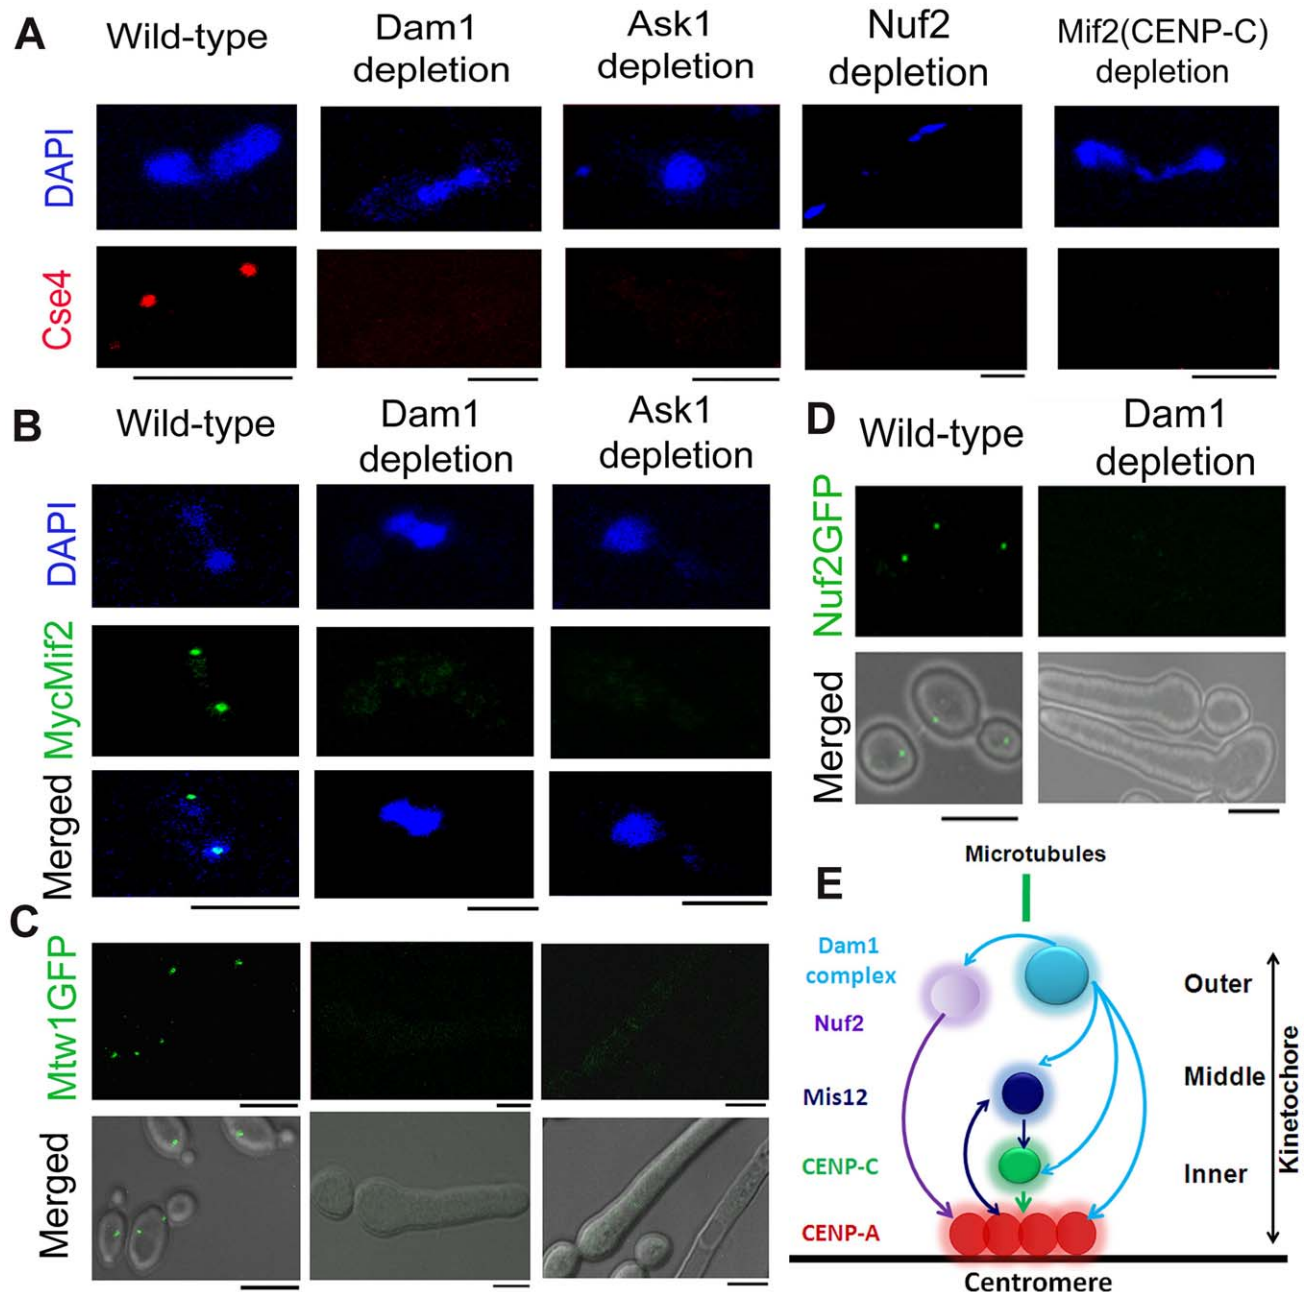 A
Wild-type
Dam1
depletion
Ask1
depletion
Nuf2
depletion
Mif2(CENP-C)
depletion
DAPI
Cse4
B
Wild-type
Dam1
depletion
Ask1
depletion
DAPI
MycMif2
Merged
C
Mtw1GFP
Merged
D
Wild-type
Dam1
depletion
Nuf2GFP
Merged
E
Microtubules
Dam1
complex
Nuf2
Mis12
CENP-C
CENP-A
Outer
Middle
Inner
Kinetochore
Centromere